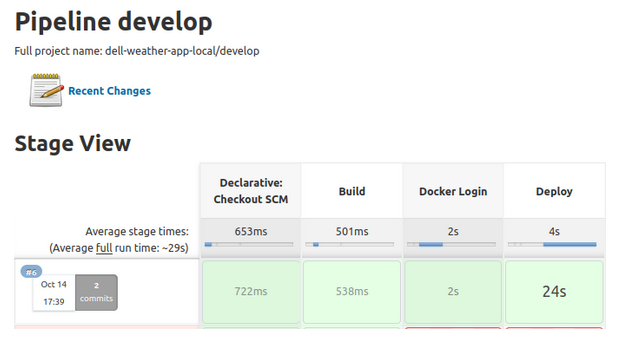 Pipeline develop
Full project name: dell-weather-app-local/develop
Recent Changes
Stage View
Declarative:
Checkout SCM
Build
Docker Login
Deploy
Average stage times:
(Average full run time: ~29s)
653ms
501ms
2s
4s
#6
Oct 14
17:39
2
commits
722ms
538ms
2s
24s